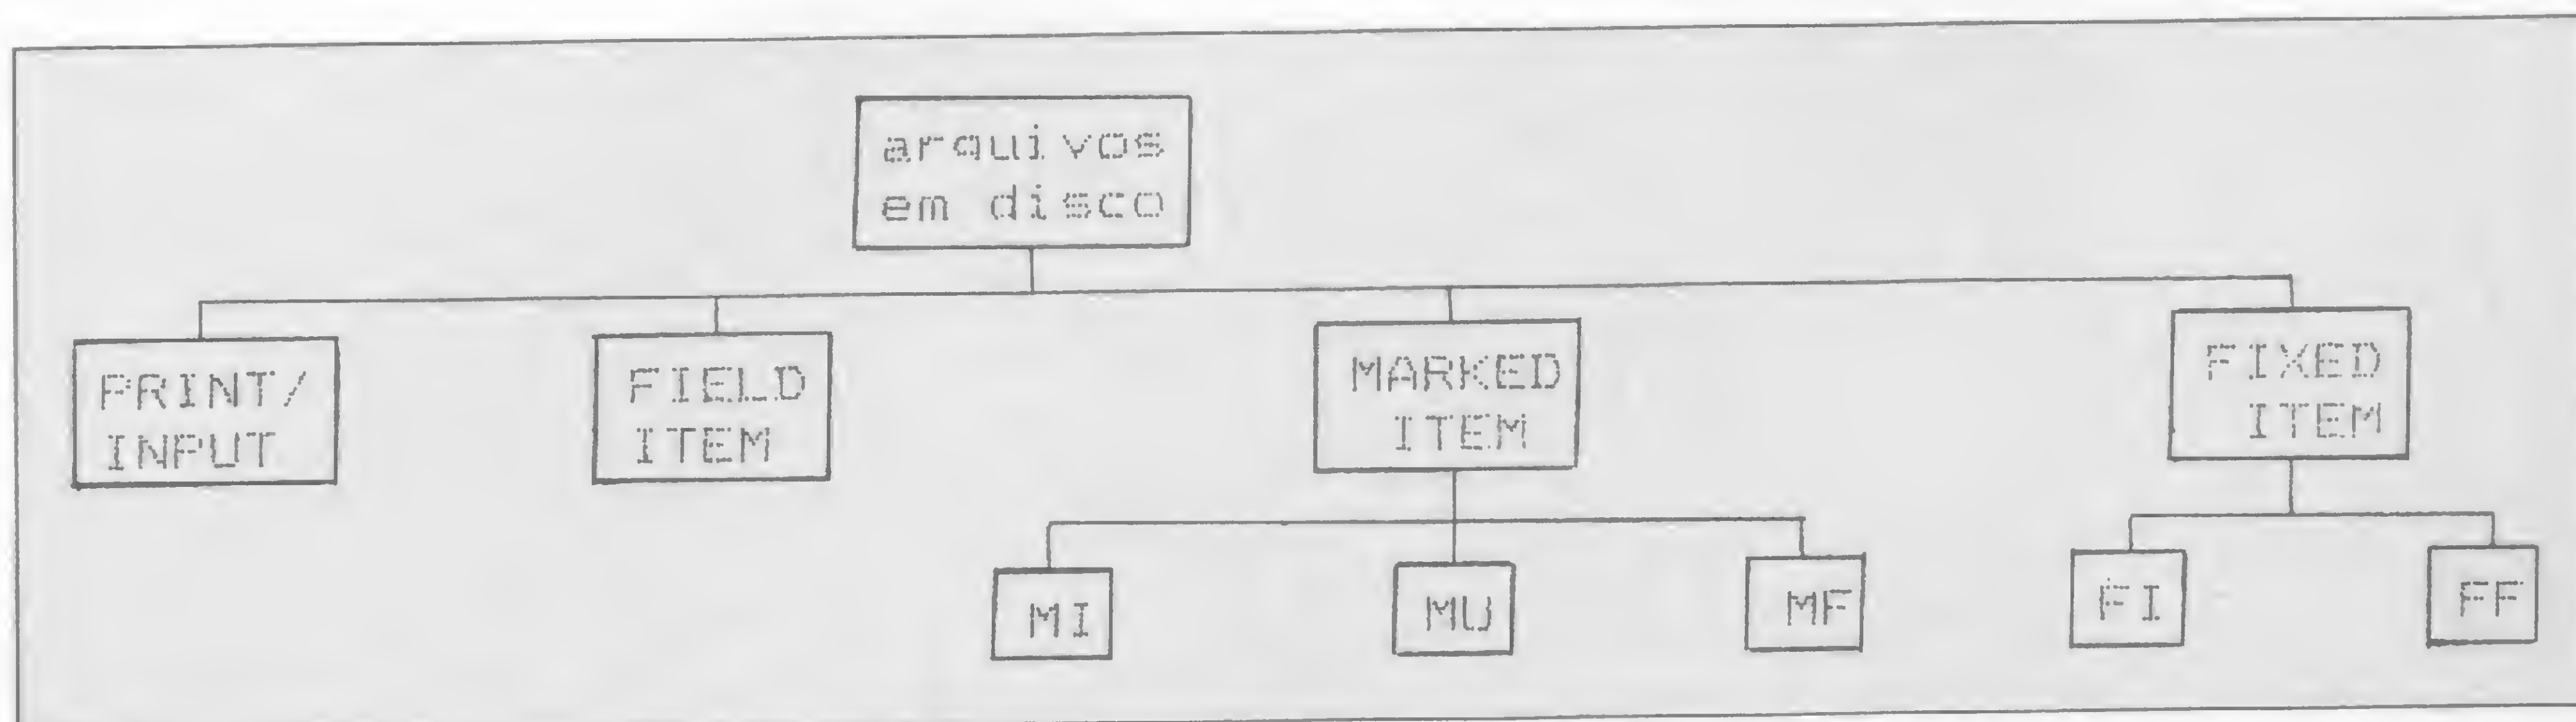 arquivos
em disco
PRINT/
INPUT
FIELD
ITEM
MARKED
ITEM
FIXED
ITEM
MI
MU
MF
FI
FF